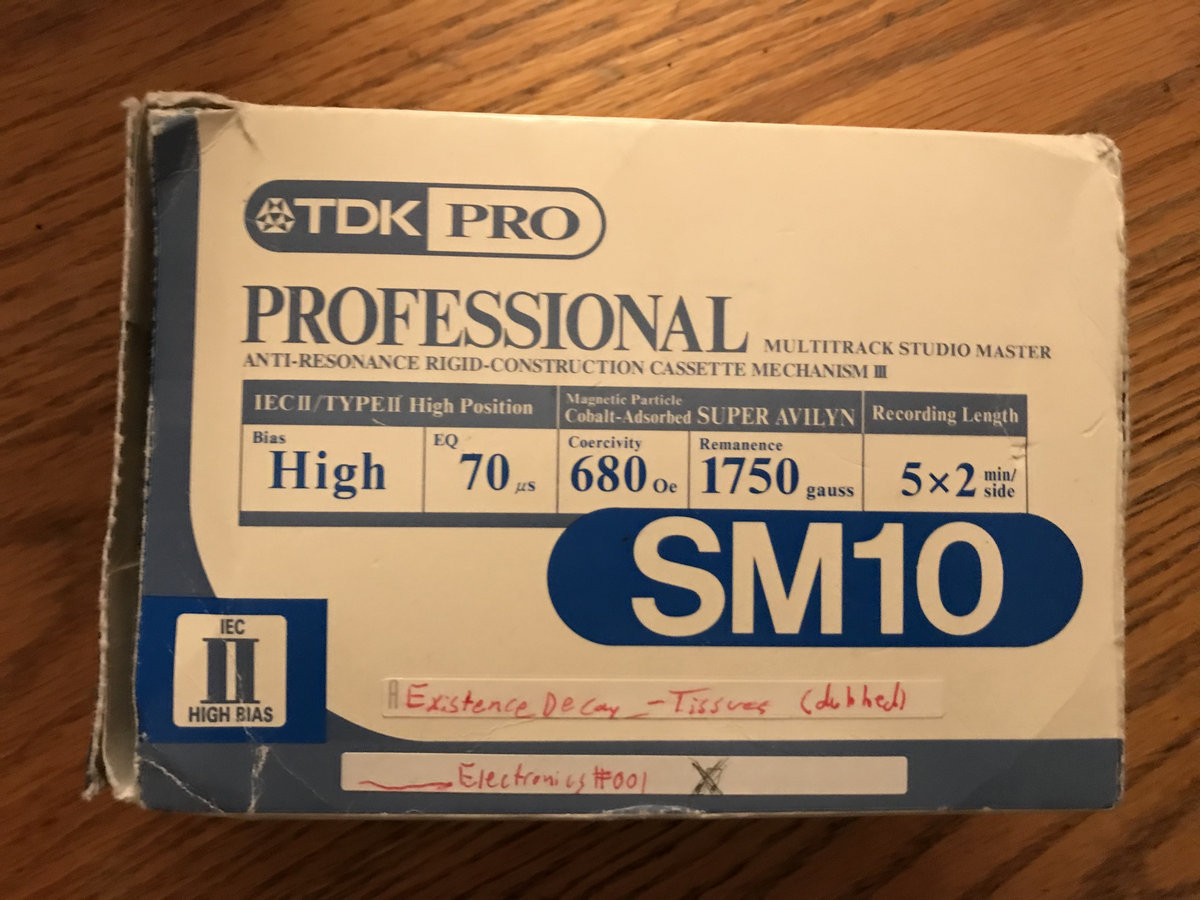 TDK PRO
PROFESSIONAL MULTITRACK STUDIO MASTER
ANTI-RESONANCE RIGID-CONSTRUCTION CASSETTE MECHANISM III
IEC II/TYPE II High Position
Magnetic Particle
Cobalt-Adsorbed SUPER AVILYN
Recording Length
Bias
High
EQ
70 μs
Coercivity
680 Oe
Remanence
1750 gauss
5×2 min/side
SM10
IEC
II
HIGH BIAS
A Existence Decay - Tissues (dubbed)
Electronics #001